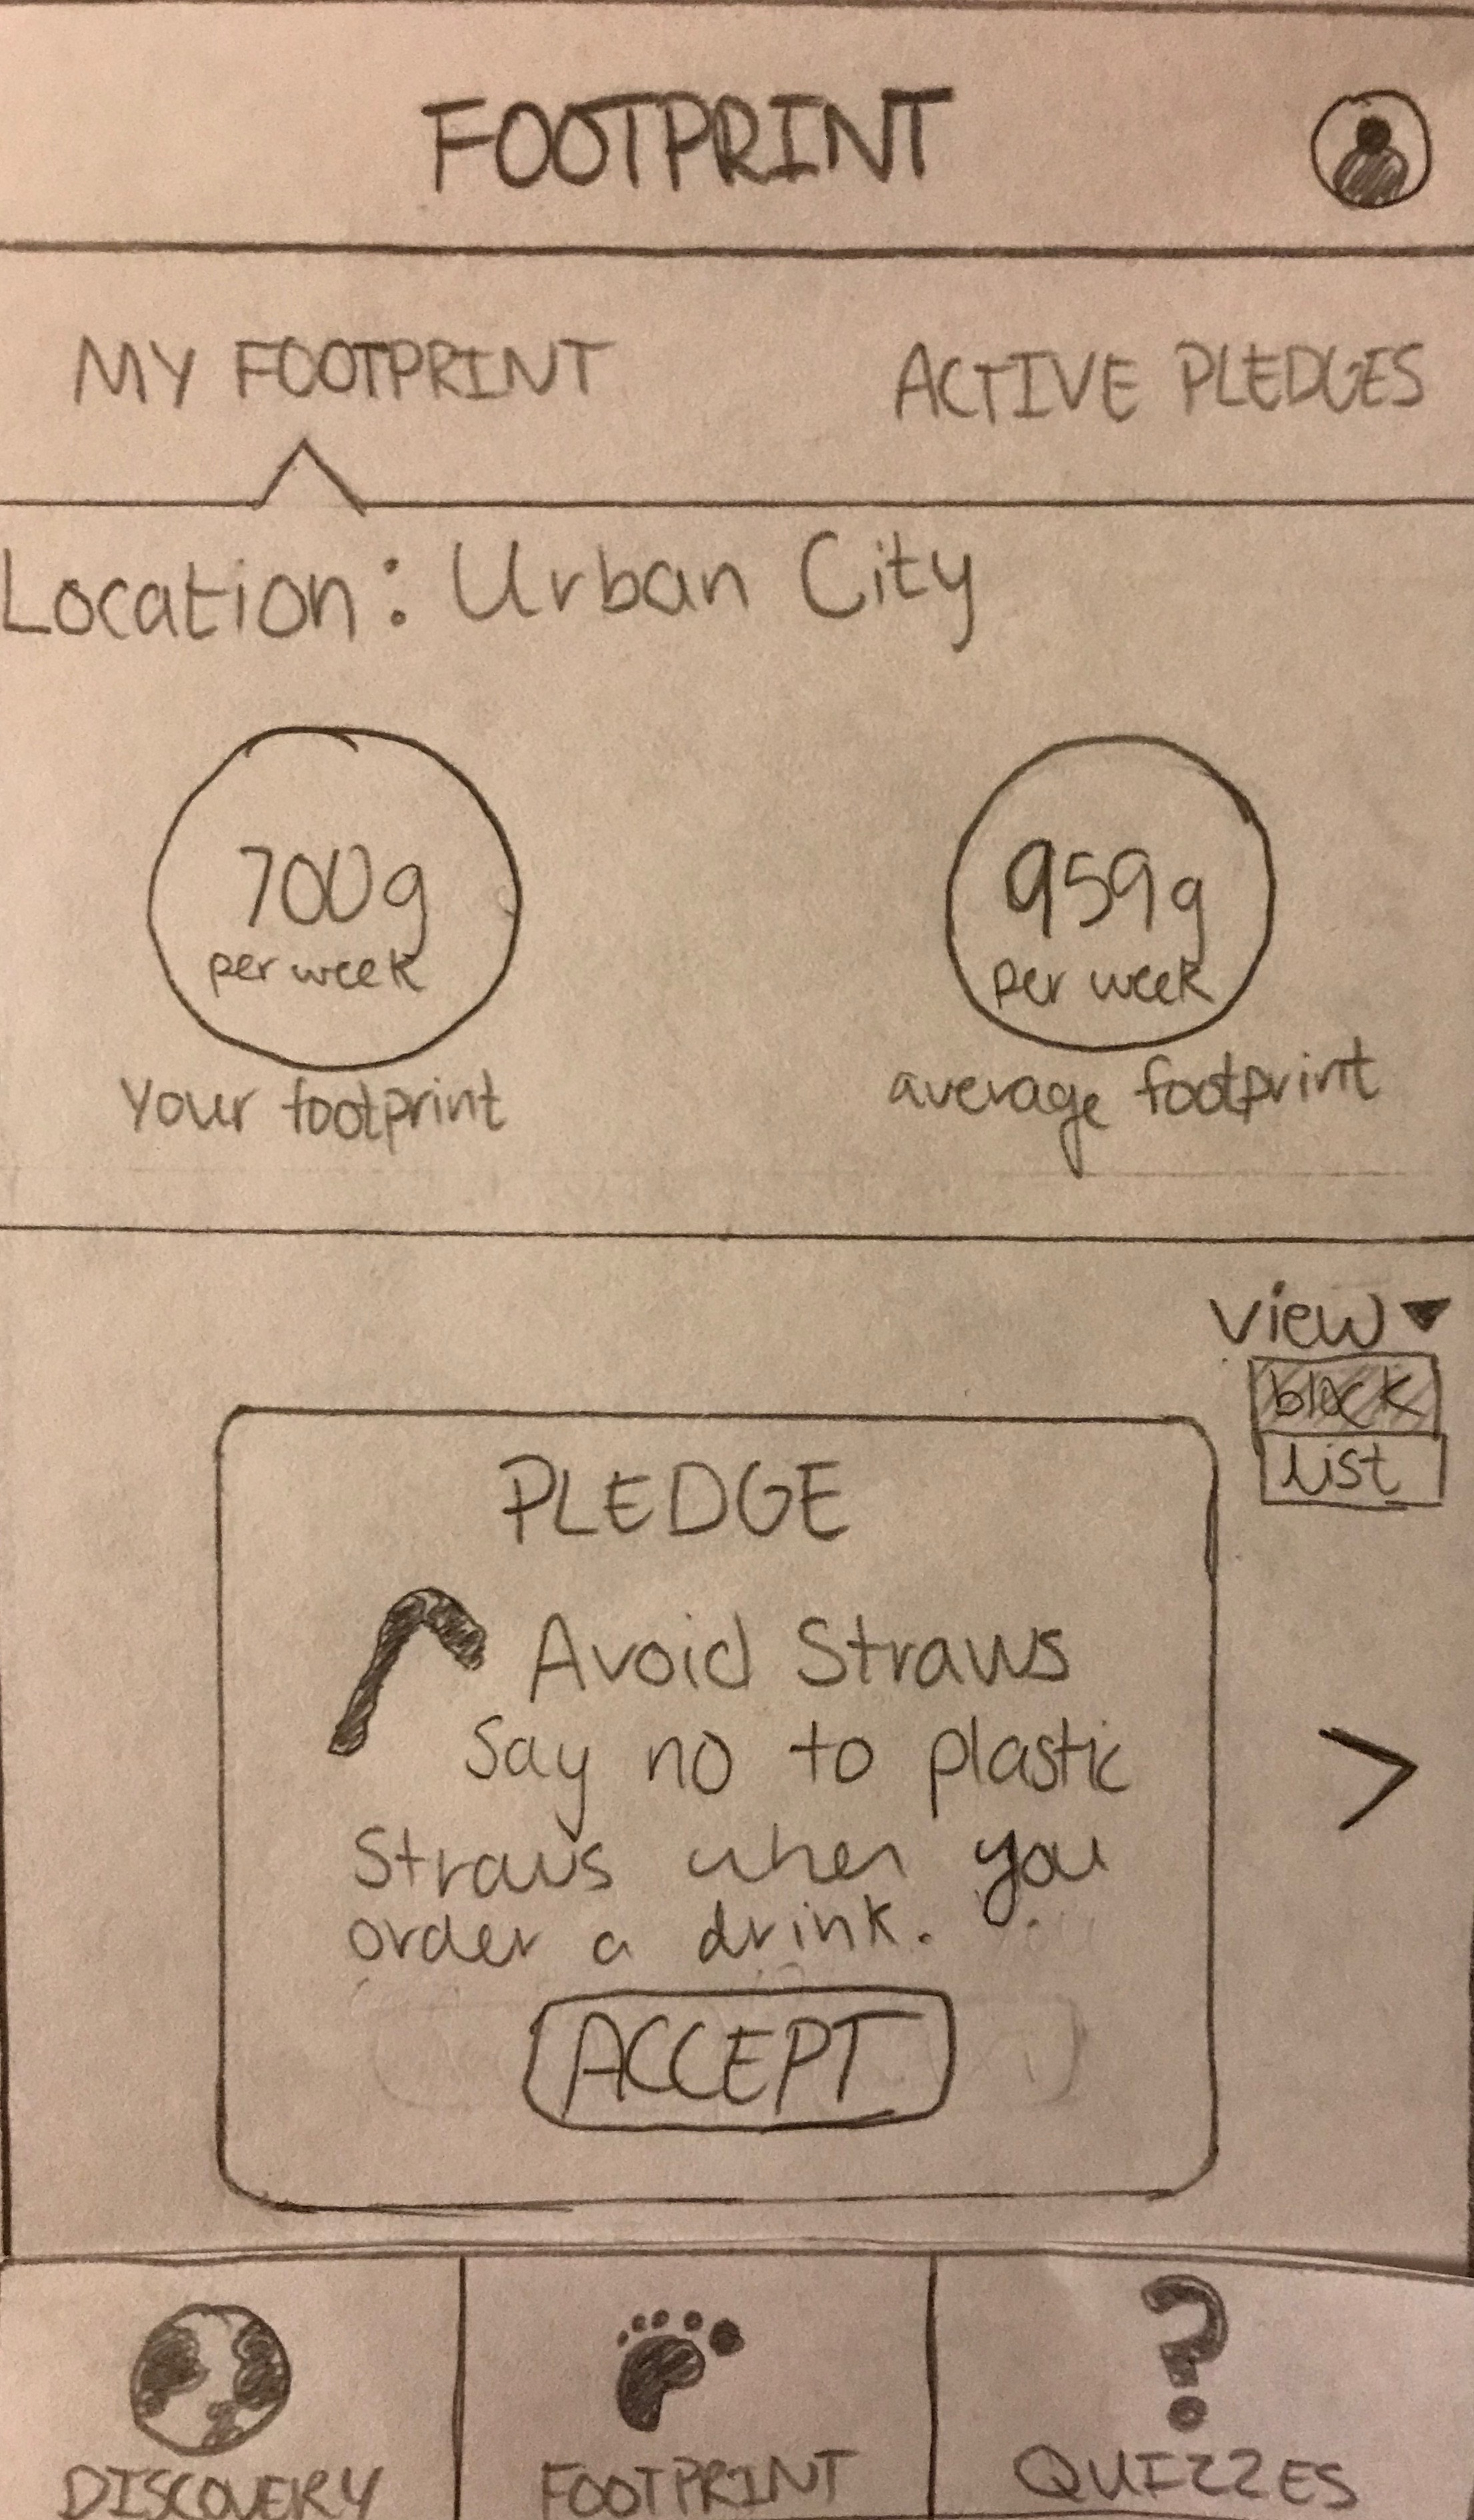 FOOTPRINT
MY FOOTPRINT
ACTIVE PLEDGES
Location: Urban City
700g
per week
Your footprint
959g
per week
average footprint
view
block
list
PLEDGE
Avoid Straws
Say no to plastic
Straws when you
order a drink.
ACCEPT
DISCOVERY
FOOTPRINT
QUIZZES